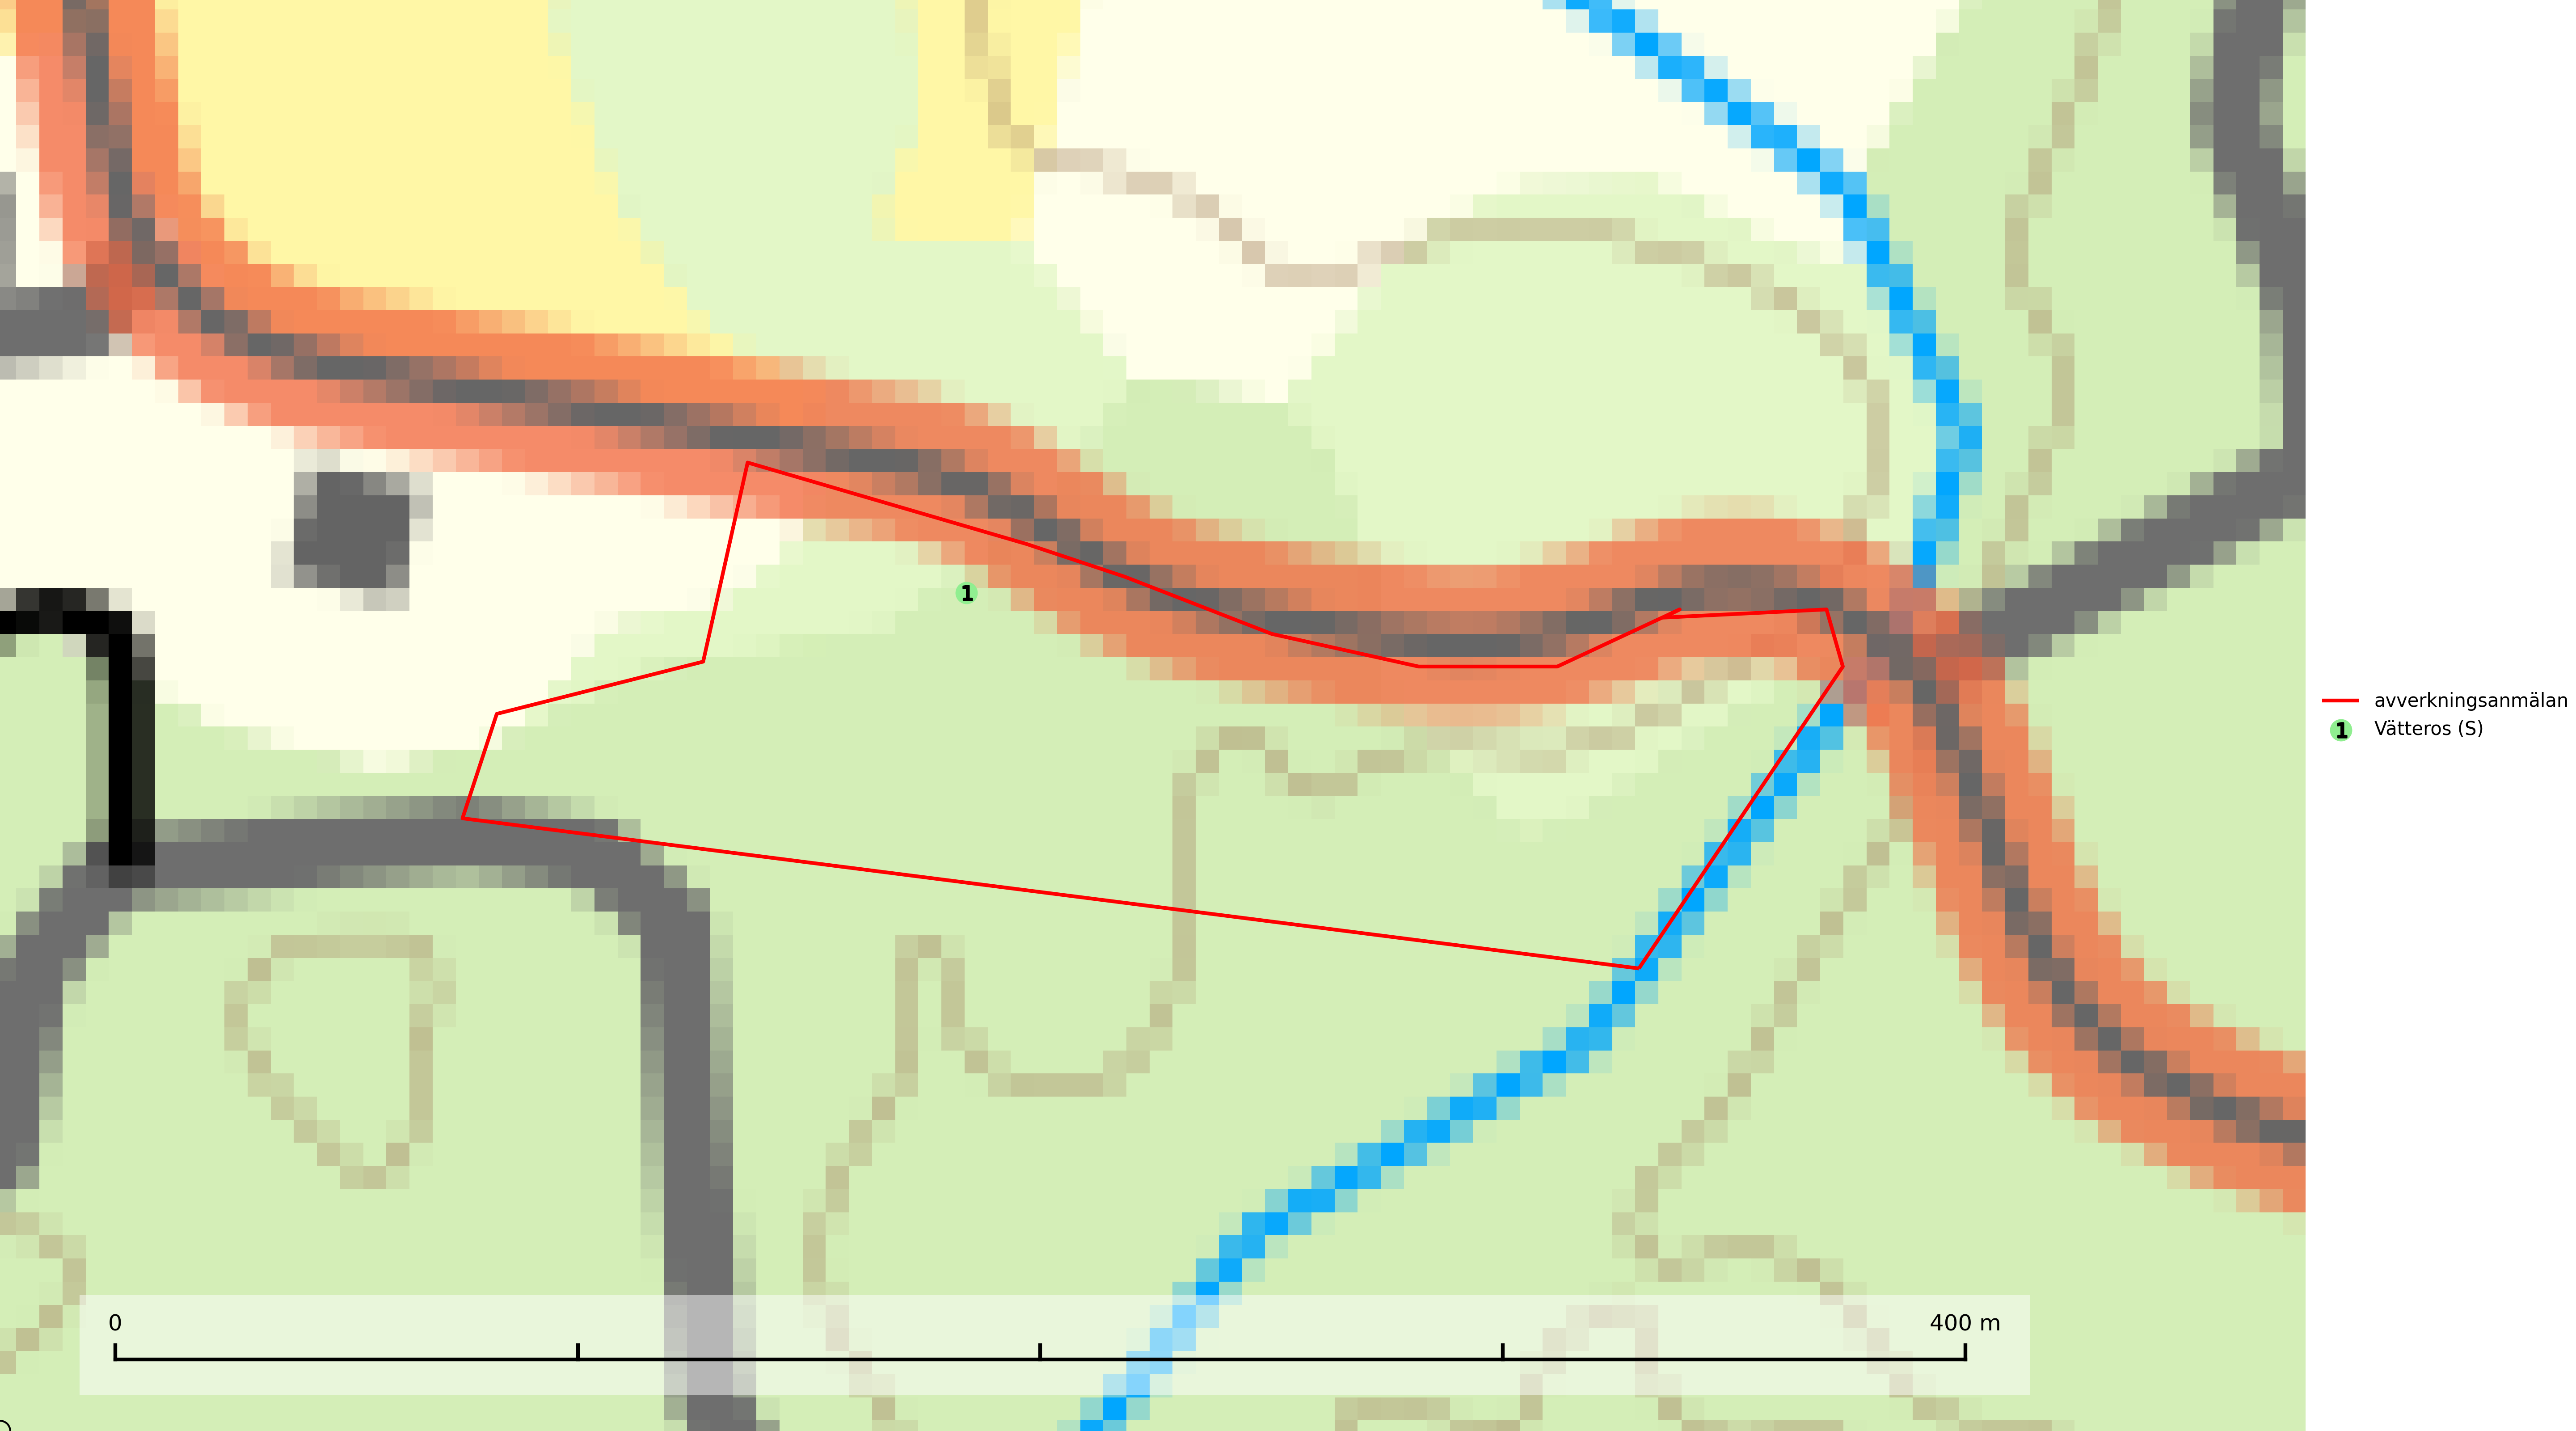 1
avverkningsanmälan
1 Vätteros (S)
0 400 m